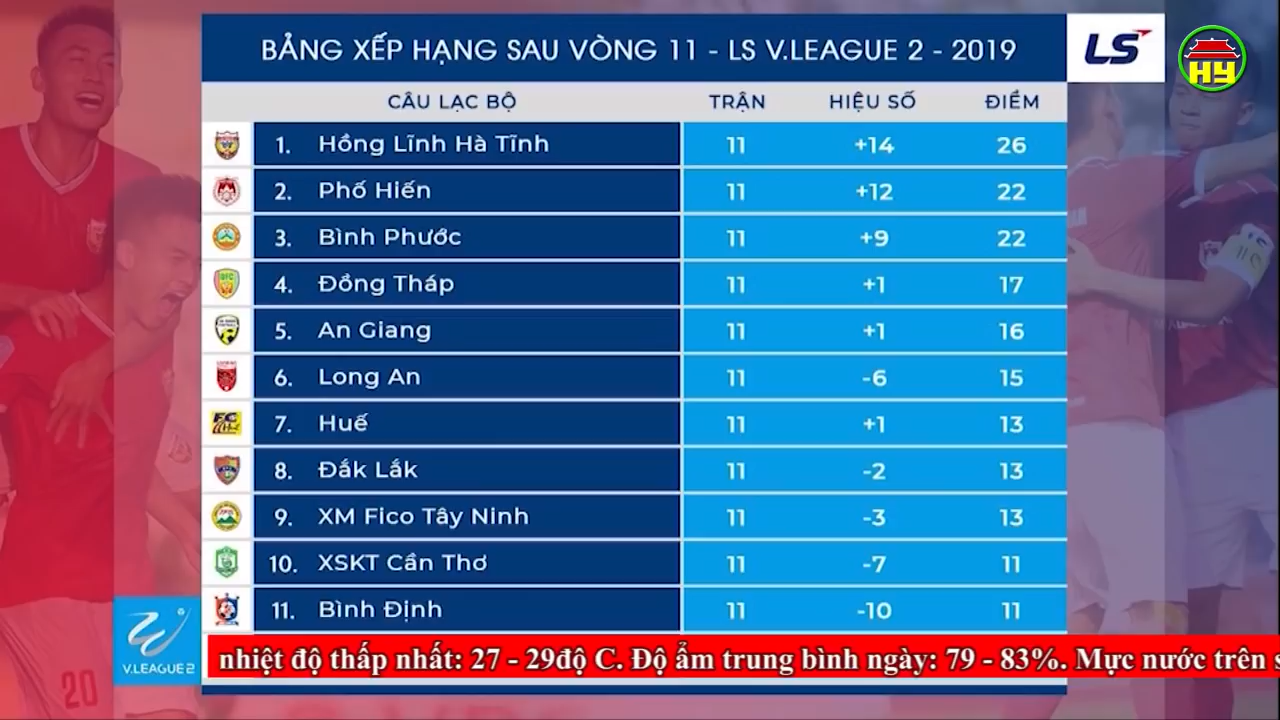 BẢNG XẾP HẠNG SAU VÒNG 11 - LS V.LEAGUE 2 - 2019
LS
HY
CÂU LẠC BỘ TRẬN HIỆU SỐ ĐIỂM
1. Hồng Lĩnh Hà Tĩnh 11 +14 26
2. Phố Hiến 11 +12 22
3. Bình Phước 11 +9 22
4. Đồng Tháp 11 +1 17
5. An Giang 11 +1 16
6. Long An 11 -6 15
7. Huế 11 +1 13
8. Đắk Lắk 11 -2 13
9. XM Fico Tây Ninh 11 -3 13
10. XSKT Cần Thơ 11 -7 11
11. Bình Định 11 -10 11
V.LEAGUE 2
nhiệt độ thấp nhất: 27 - 29độ C. Độ ẩm trung bình ngày: 79 - 83%. Mực nước trên s
20